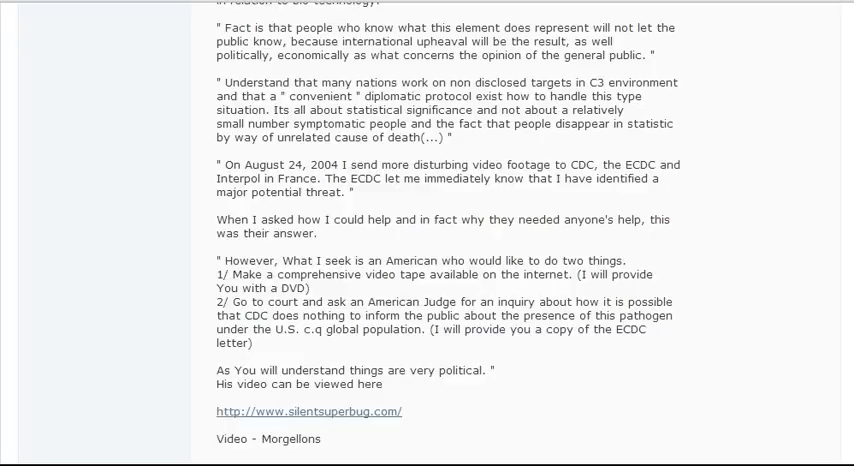 in relation to bio-technology.
" Fact is that people who know what this element does represent will not let the
public know, because international upheaval will be the result, as well
politically, economically as what concerns the opinion of the general public. "
" Understand that many nations work on non disclosed targets in C3 environment
and that a " convenient " diplomatic protocol exist how to handle this type
situation. Its all about statistical significance and not about a relatively
small number symptomatic people and the fact that people disappear in statistic
by way of unrelated cause of death(...) "
" On August 24, 2004 I send more disturbing video footage to CDC, the ECDC and
Interpol in France. The ECDC let me immediately know that I have identified a
major potential threat. "
When I asked how I could help and in fact why they needed anyone's help, this
was their answer.
" However, What I seek is an American who would like to do two things.
1/ Make a comprehensive video tape available on the internet. (I will provide
You with a DVD)
2/ Go to court and ask an American Judge for an inquiry about how it is possible
that CDC does nothing to inform the public about the presence of this pathogen
under the U.S. c.q global population. (I will provide you a copy of the ECDC
letter)
As You will understand things are very political. "
His video can be viewed here
http://www.silentsuperbug.com/
Video - Morgellons